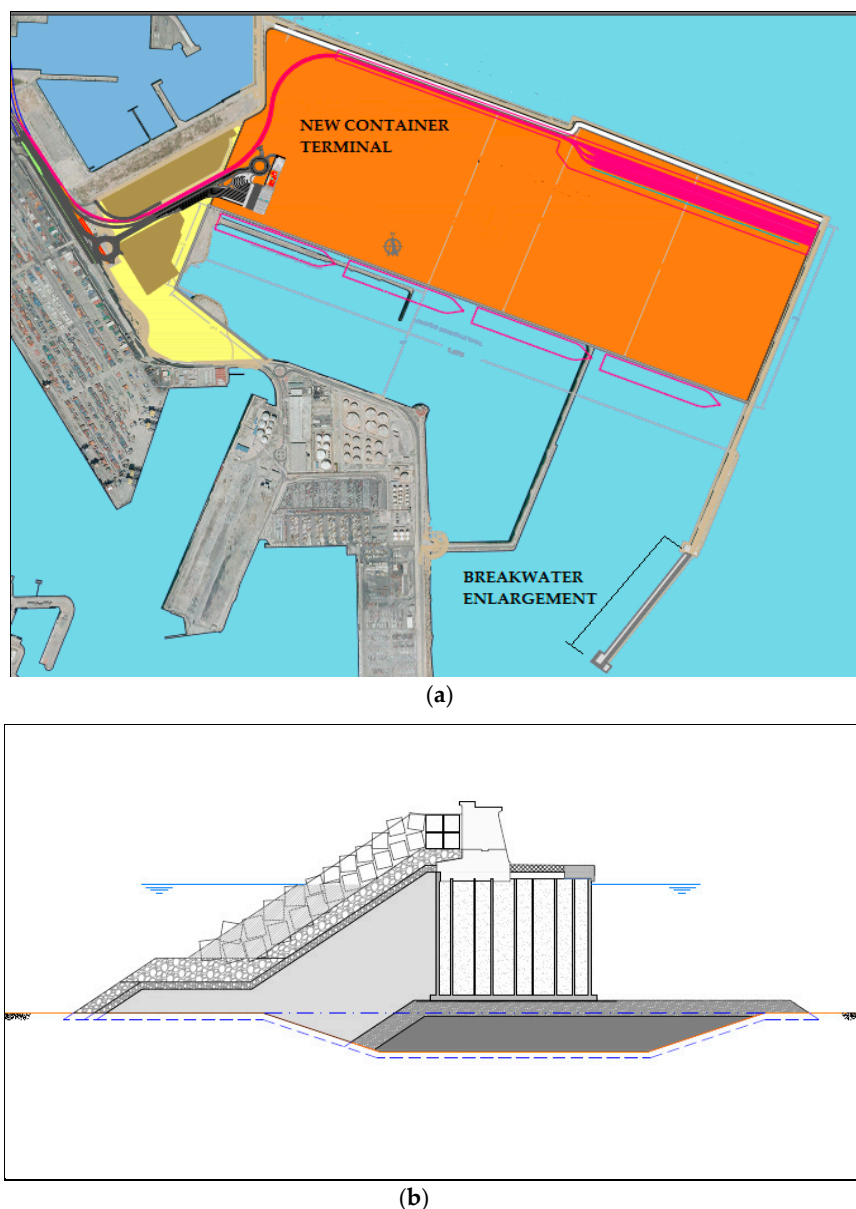 NEW CONTAINER
TERMINAL
BREAKWATER
ENLARGEMENT
(a)
(b)